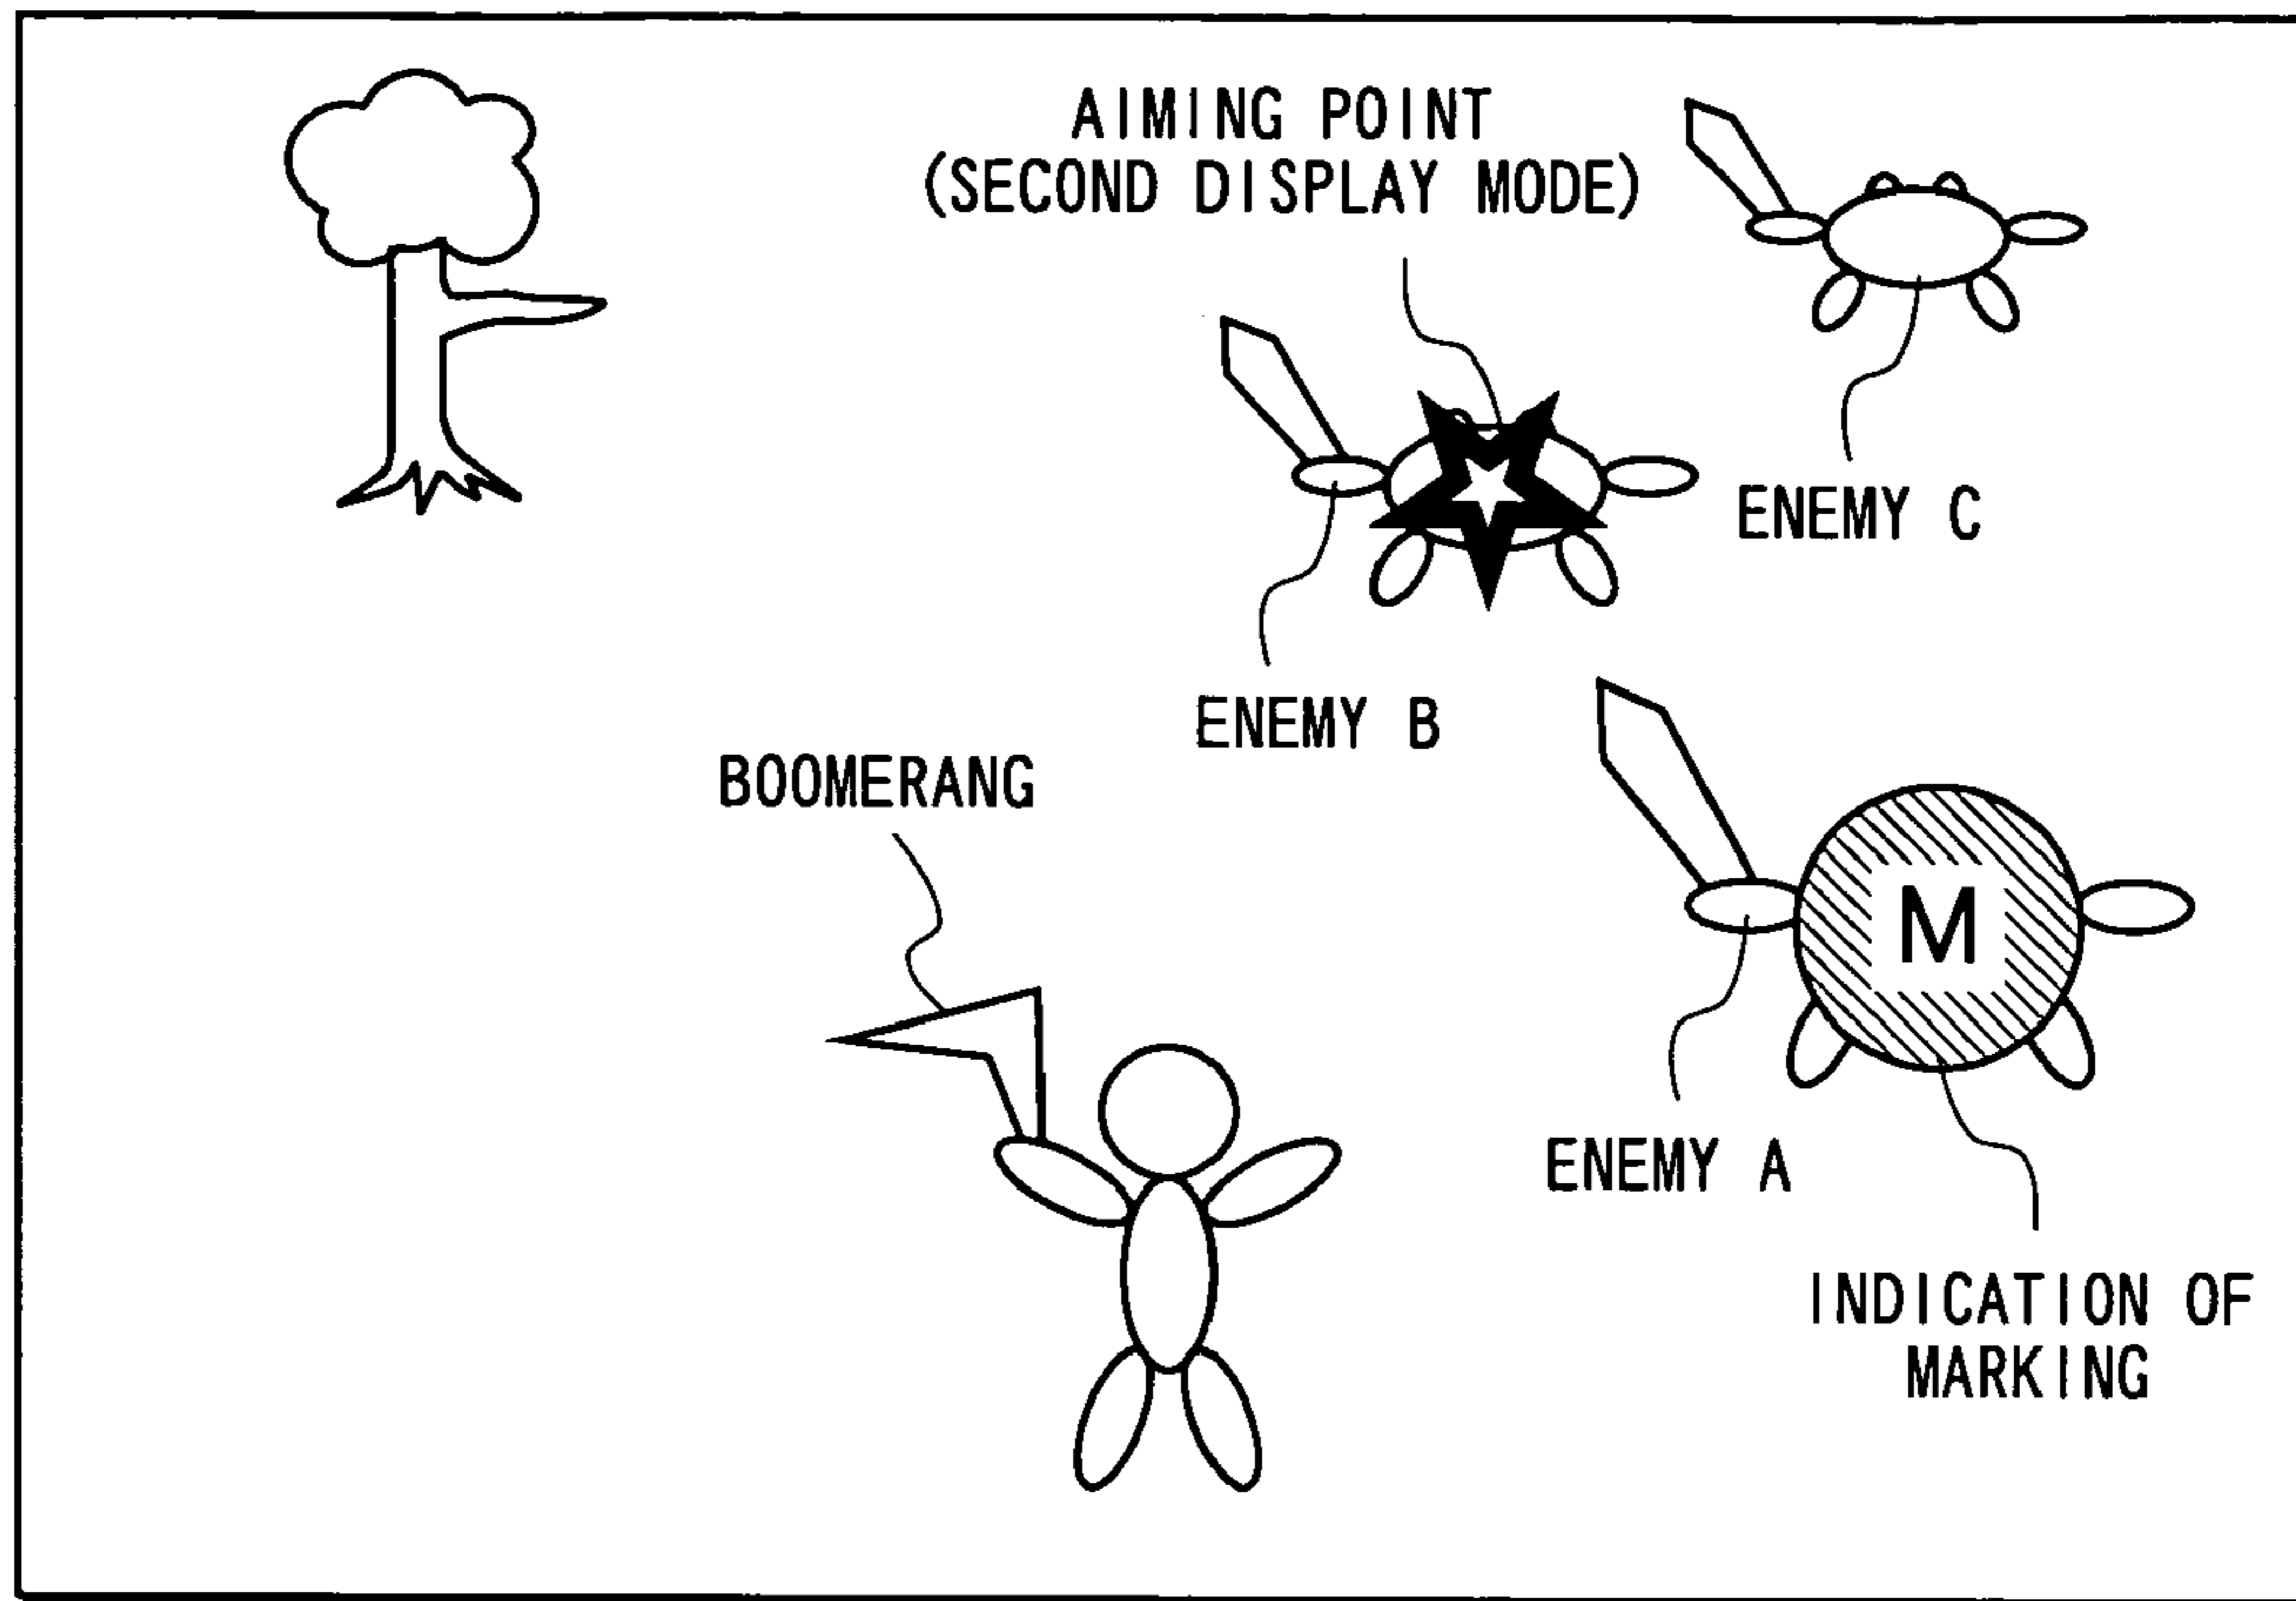 AIMING POINT
(SECOND DISPLAY MODE)
ENEMY C
ENEMY B
BOOMERANG
M
ENEMY A
INDICATION OF
MARKING